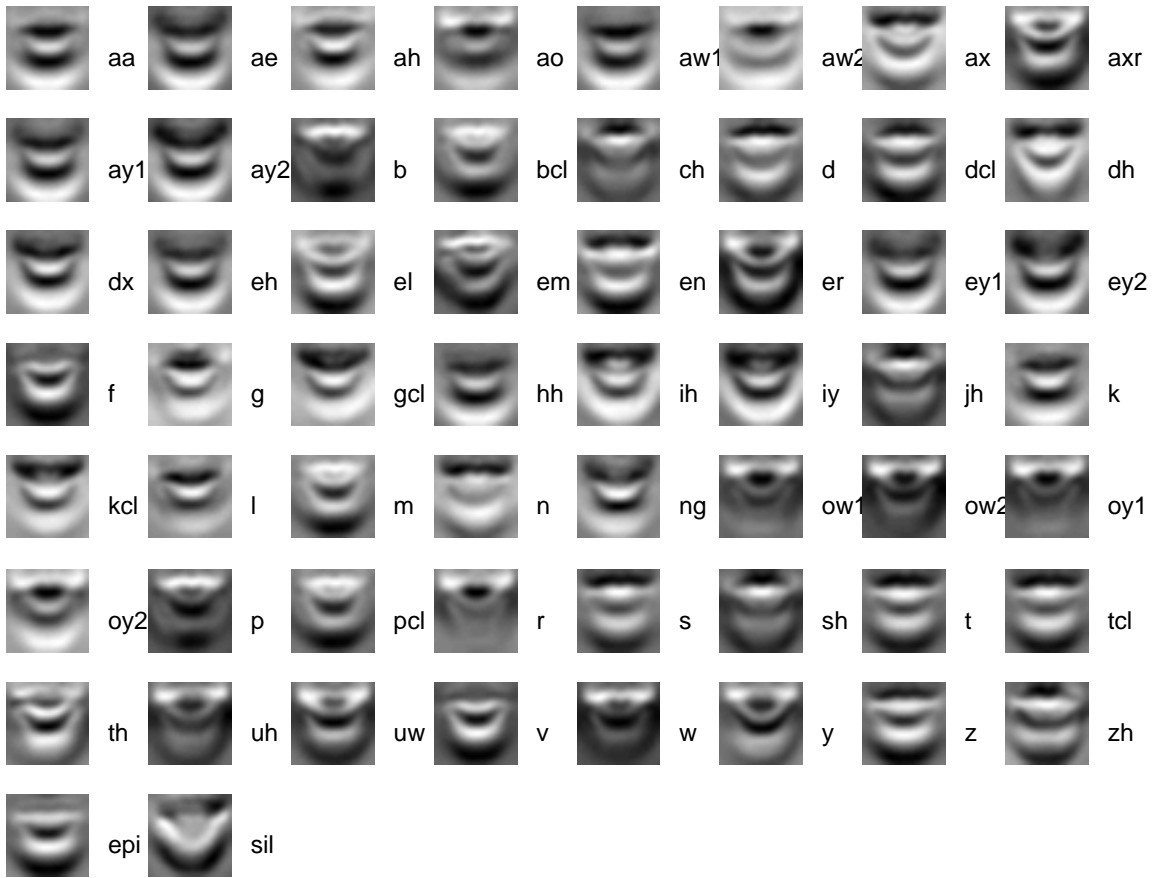 aa ae ah ao aw1 aw2 ax axr
ay1 ay2 b bcl ch d dcl dh
dx eh el em en er ey1 ey2
f g gcl hh ih iy jh k
kcl l m n ng ow1 ow2 oy1
oy2 p pcl r s sh t tcl
th uh uw v w y z zh
epi sil